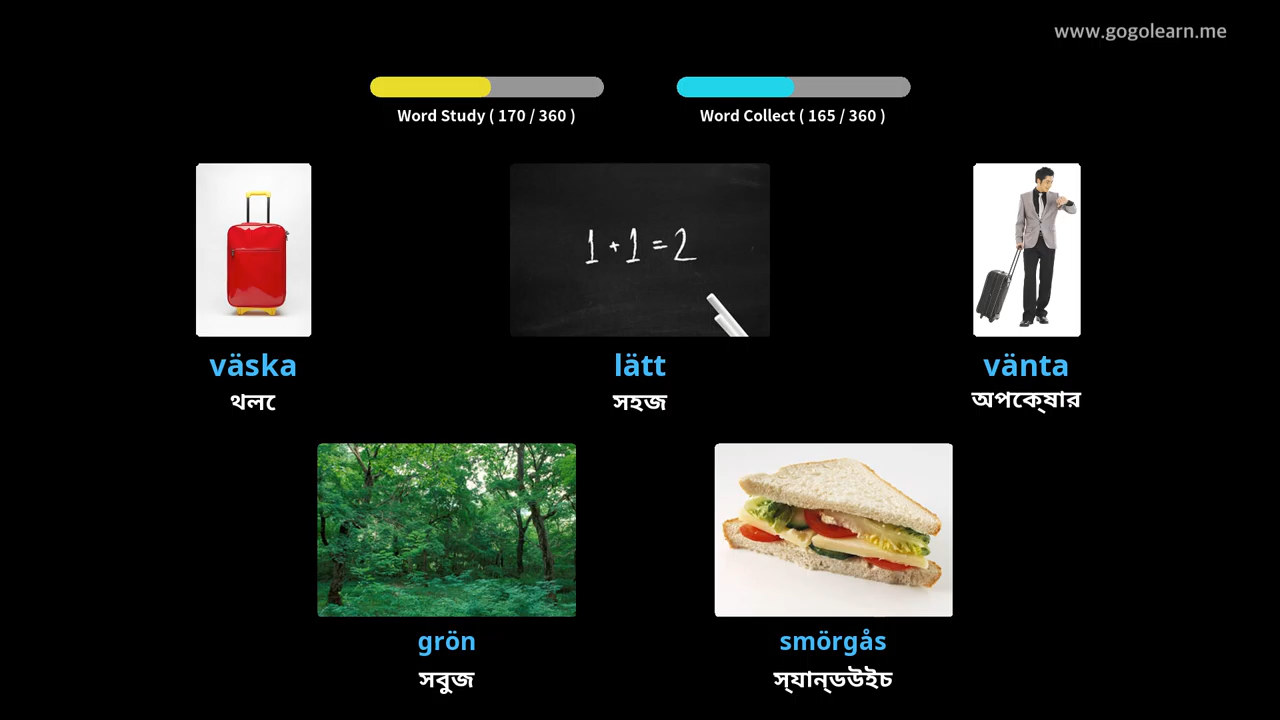 www.gogolearn.me
Word Study ( 170 / 360 )
Word Collect ( 165 / 360 )
1 + 1 = 2
väska
lätt
vänta
থলে
সহজ
অপেক্ষার
grön
smörgås
সবুজ
স্যান্ডউইচ